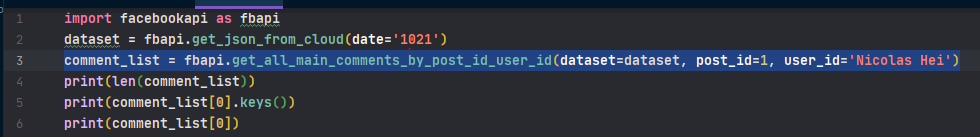 1 import facebookapi as fbapi
2 dataset = fbapi.get_json_from_cloud(date='1021')
3 comment_list = fbapi.get_all_main_comments_by_post_id_user_id(dataset=dataset, post_id=1, user_id='Nicolas Hei')
4 print(len(comment_list))
5 print(comment_list[0].keys())
6 print(comment_list[0])